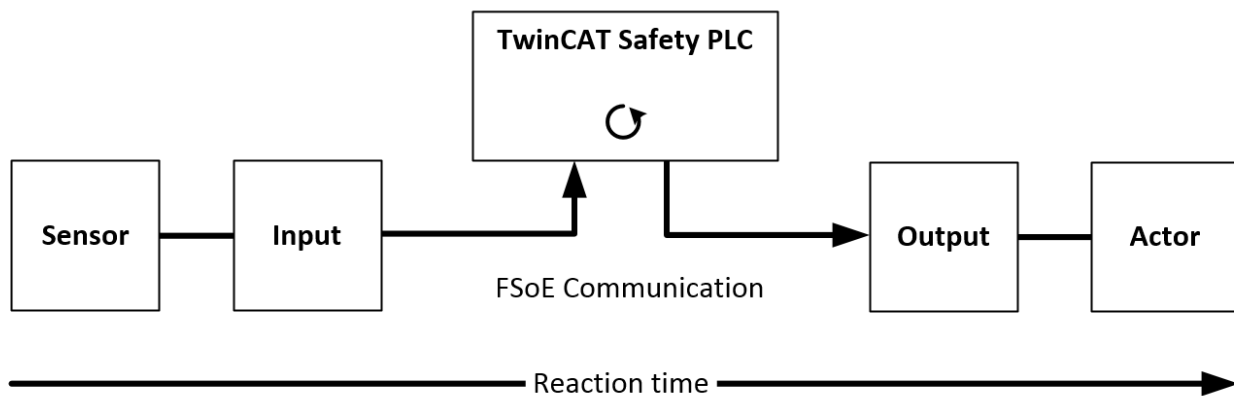 TwinCAT Safety PLC
Sensor
Input
Output
Actor
FSoE Communication
Reaction time